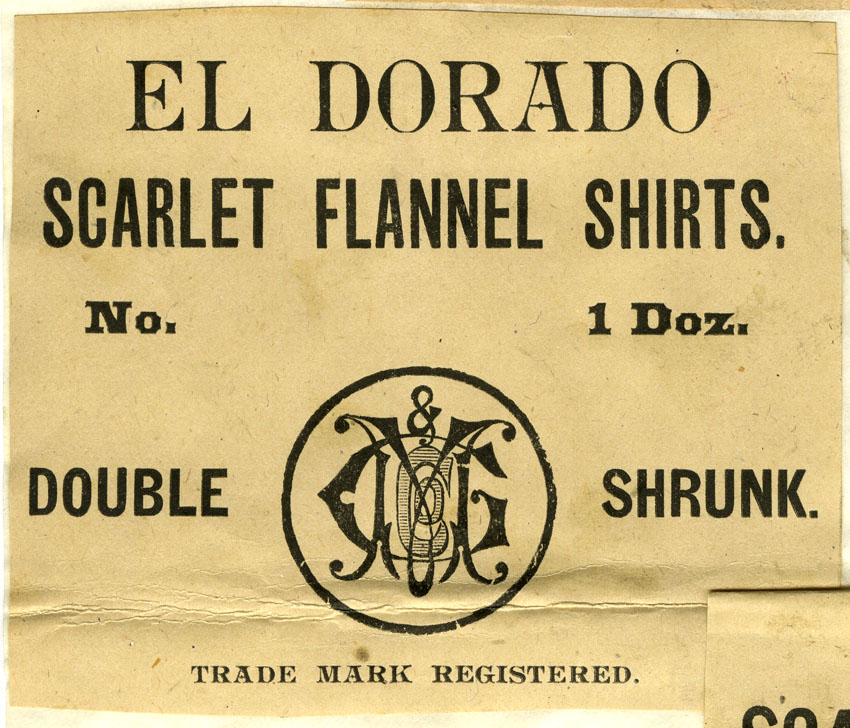 EL DORADO
SCARLET FLANNEL SHIRTS.
No. 1 Doz.
&
DOUBLE SHRUNK.
TRADE MARK REGISTERED.